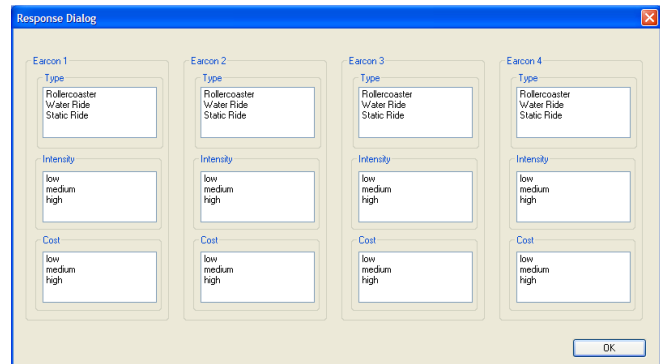 Response Dialog
Earcon 1
Type
Rollercoaster
Water Ride
Static Ride
Intensity
low
medium
high
Cost
low
medium
high
Earcon 2
Type
Rollercoaster
Water Ride
Static Ride
Intensity
low
medium
high
Cost
low
medium
high
Earcon 3
Type
Rollercoaster
Water Ride
Static Ride
Intensity
low
medium
high
Cost
low
medium
high
Earcon 4
Type
Rollercoaster
Water Ride
Static Ride
Intensity
low
medium
high
Cost
low
medium
high
OK